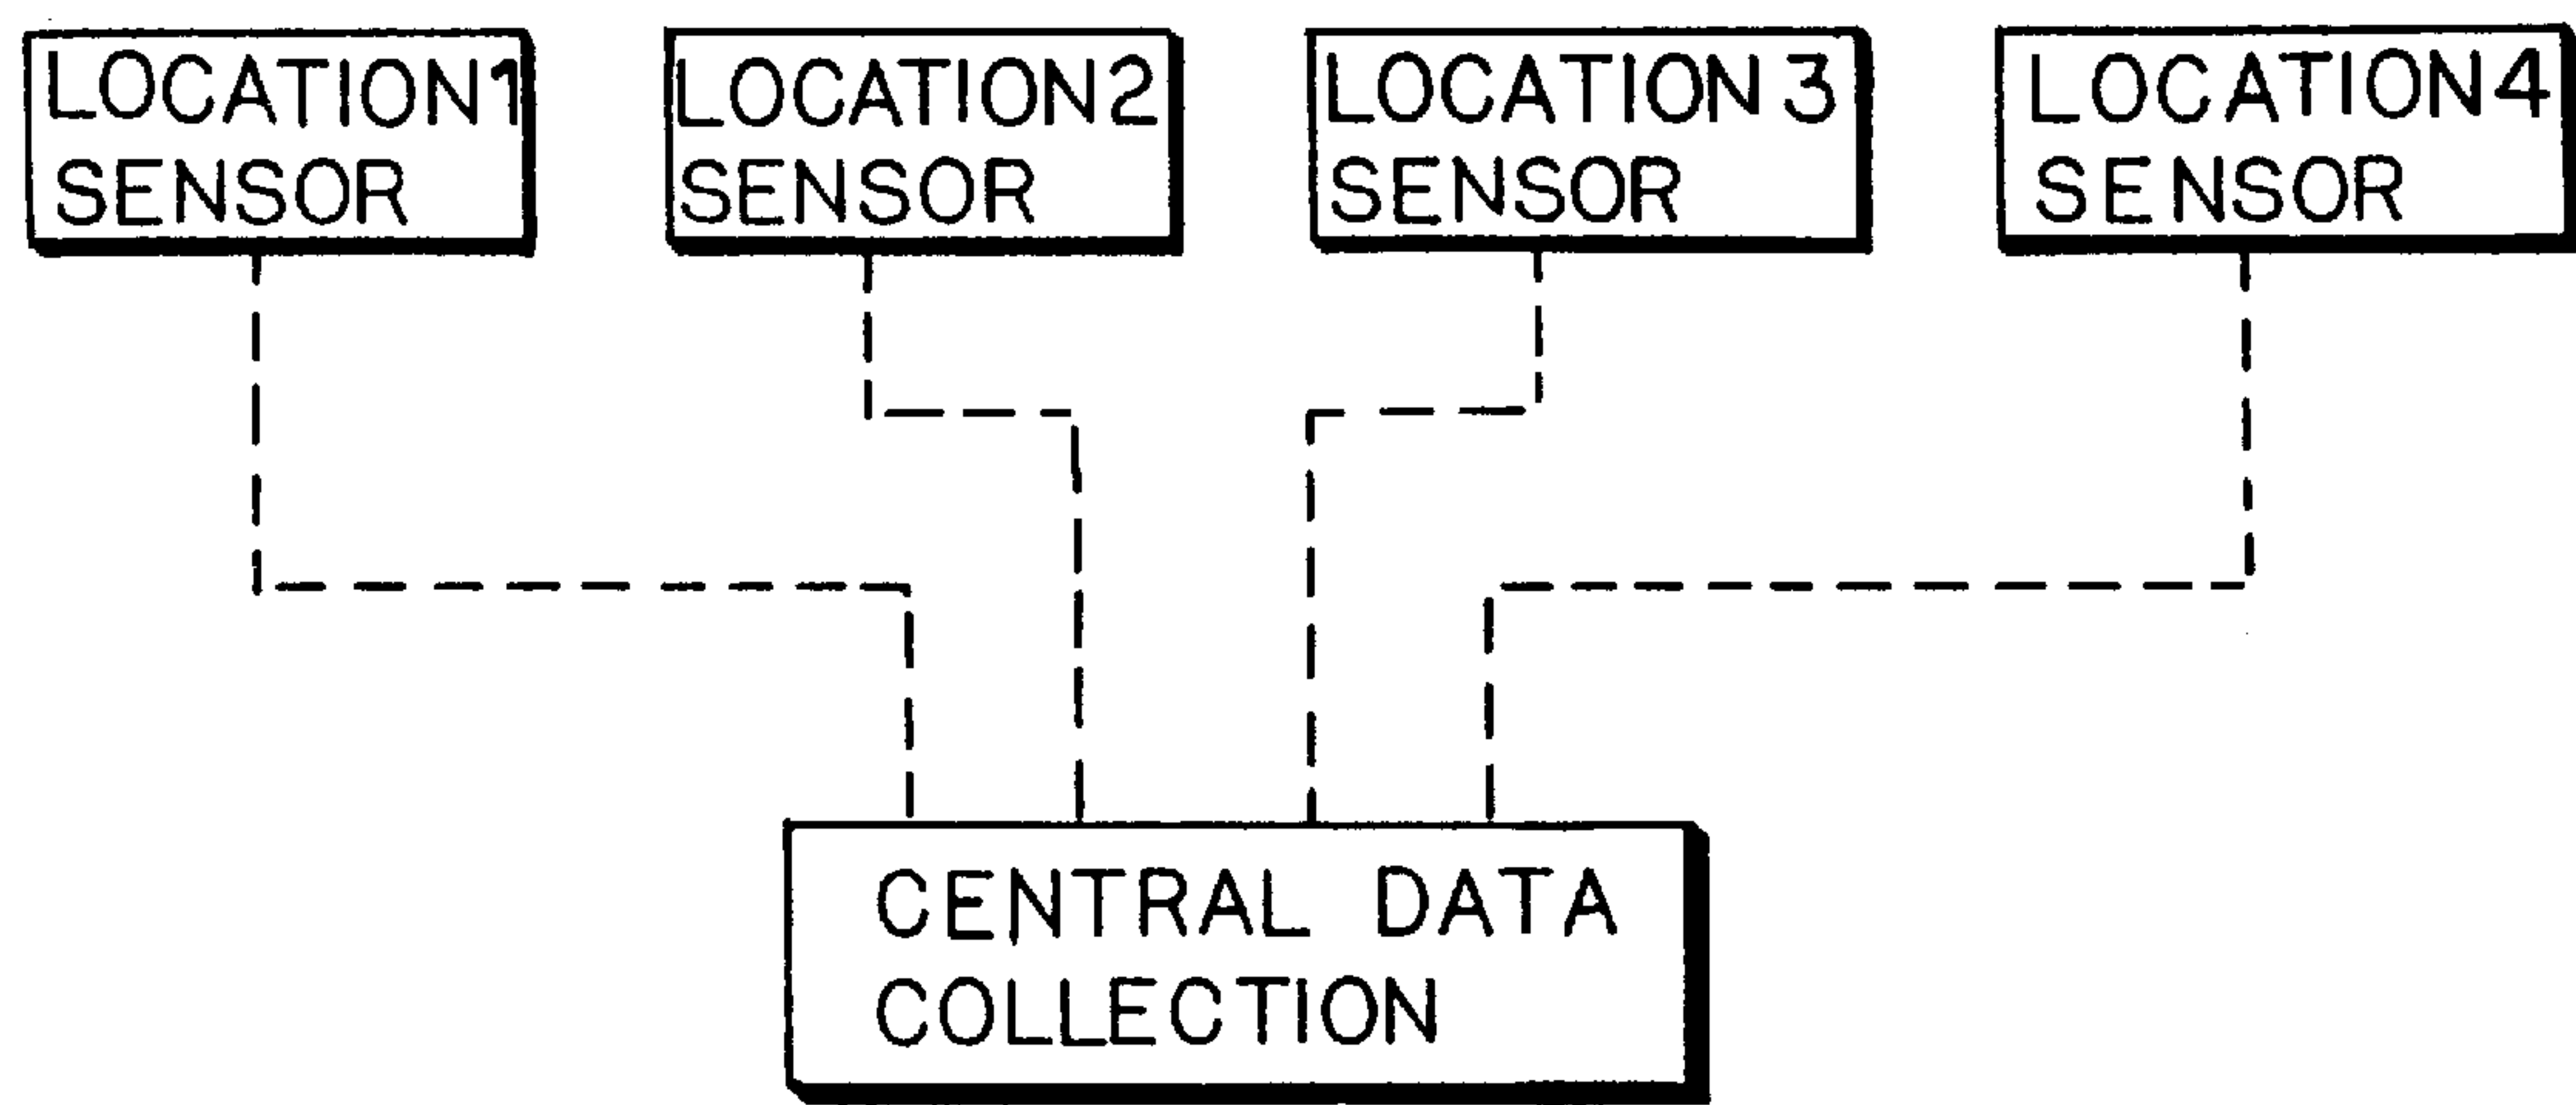 LOCATION1
SENSOR
LOCATION2
SENSOR
LOCATION 3
SENSOR
LOCATION4
SENSOR
CENTRAL DATA
COLLECTION